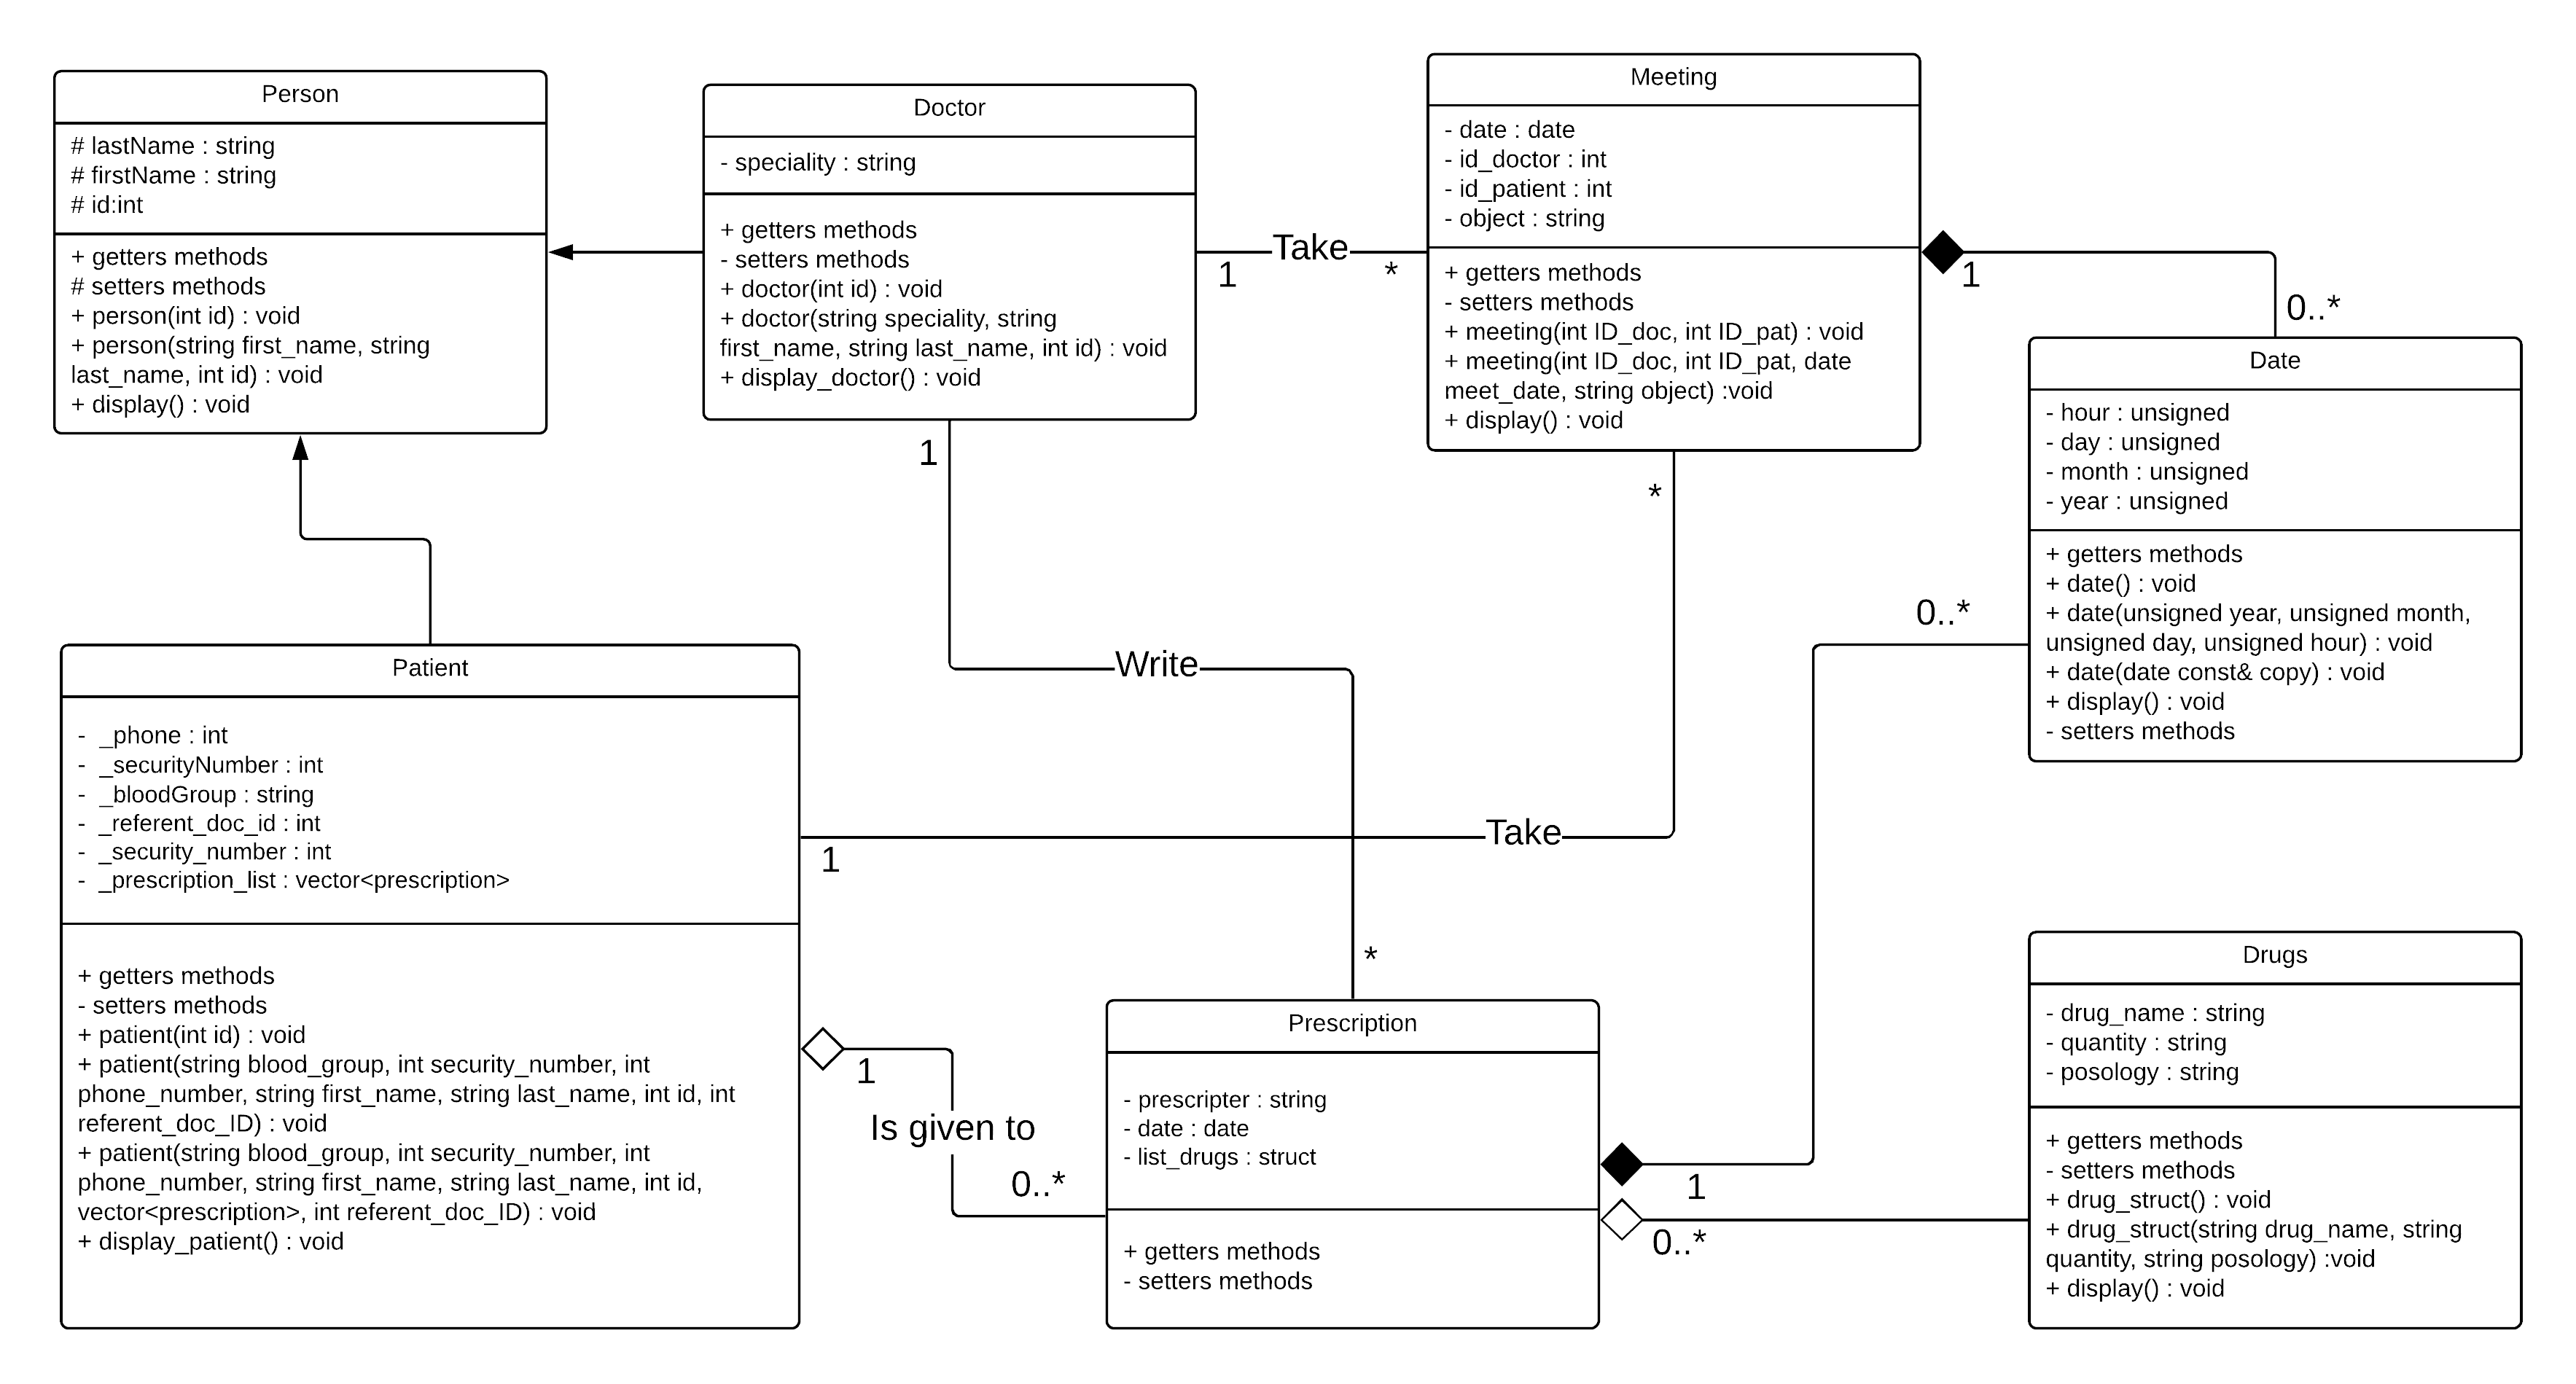 Person
# lastName : string
# firstName : string
# id:int
+ getters methods
# setters methods
+ person(int id) : void
+ person(string first_name, string
last_name, int id) : void
+ display() : void
Doctor
- speciality : string
+ getters methods
- setters methods
+ doctor(int id) : void
+ doctor(string speciality, string
first_name, string last_name, int id) : void
+ display_doctor() : void
1
Take
*
Meeting
- date : date
- id_doctor : int
- id_patient : int
- object : string
+ getters methods
- setters methods
+ meeting(int ID_doc, int ID_pat) : void
+ meeting(int ID_doc, int ID_pat, date
meet_date, string object) :void
+ display() : void
1
0..*
Date
- hour : unsigned
- day : unsigned
- month : unsigned
- year : unsigned
+ getters methods
+ date() : void
+ date(unsigned year, unsigned month,
unsigned day, unsigned hour) : void
+ date(date const& copy) : void
+ display() : void
- setters methods
1
Write
*
*
Take
1
0..*
Patient
- _phone : int
- _securityNumber : int
- _bloodGroup : string
- _referent_doc_id : int
- _security_number : int
- _prescription_list : vector<prescription>
+ getters methods
- setters methods
+ patient(int id) : void
+ patient(string blood_group, int security_number, int
phone_number, string first_name, string last_name, int id, int
referent_doc_ID) : void
+ patient(string blood_group, int security_number, int
phone_number, string first_name, string last_name, int id,
vector<prescription>, int referent_doc_ID) : void
+ display_patient() : void
1
Is given to
0..*
Prescription
- prescripter : string
- date : date
- list_drugs : struct
+ getters methods
- setters methods
1
0..*
Drugs
- drug_name : string
- quantity : string
- posology : string
+ getters methods
- setters methods
+ drug_struct() : void
+ drug_struct(string drug_name, string
quantity, string posology) :void
+ display() : void